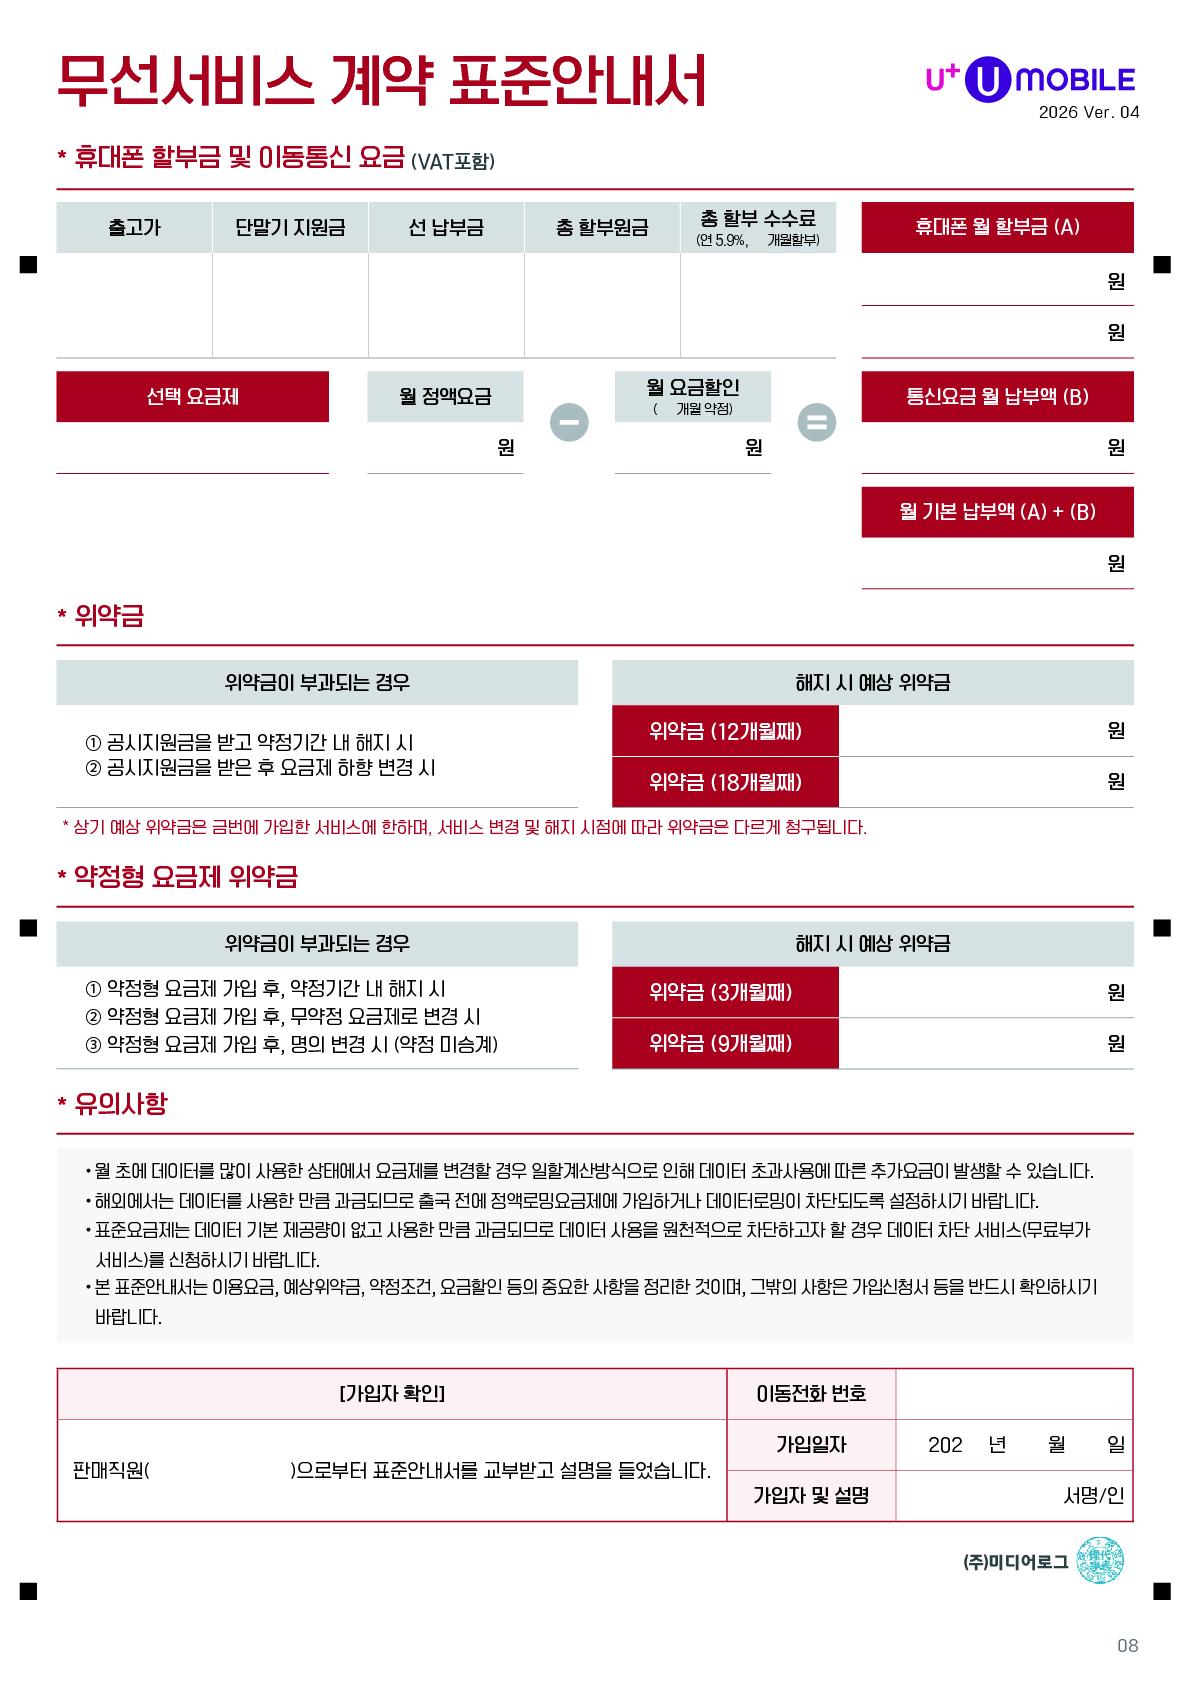 무선서비스 계약 표준안내서
U+ U MOBILE
2026 Ver. 04
* 휴대폰 할부금 및 이동통신 요금 (VAT포함)
출고가 단말기 지원금 선 납부금 총 할부원금 총 할부 수수료 휴대폰 월 할부금 (A)
(연 5.9%, 개월할부)
원
원
선택 요금제 월 정액요금 - 월 요금할인 = 통신요금 월 납부액 (B)
( 개월 약정)
원 원 원
월 기본 납부액 (A) + (B)
원
* 위약금
위약금이 부과되는 경우 해지 시 예상 위약금
① 공시지원금을 받고 약정기간 내 해지 시
② 공시지원금을 받은 후 요금제 하향 변경 시
위약금 (12개월째) 원
위약금 (18개월째) 원
* 상기 예상 위약금은 금번에 가입한 서비스에 한하며, 서비스 변경 및 해지 시점에 따라 위약금은 다르게 청구됩니다.
* 약정형 요금제 위약금
위약금이 부과되는 경우 해지 시 예상 위약금
① 약정형 요금제 가입 후, 약정기간 내 해지 시
② 약정형 요금제 가입 후, 무약정 요금제로 변경 시
③ 약정형 요금제 가입 후, 명의 변경 시 (약정 미승계)
위약금 (3개월째) 원
위약금 (9개월째) 원
* 유의사항
• 월 초에 데이터를 많이 사용한 상태에서 요금제를 변경할 경우 일할계산방식으로 인해 데이터 초과사용에 따른 추가요금이 발생할 수 있습니다.
• 해외에서는 데이터를 사용한 만큼 과금되므로 출국 전에 정액로밍요금제에 가입하거나 데이터로밍이 차단되도록 설정하시기 바랍니다.
• 표준요금제는 데이터 기본 제공량이 없고 사용한 만큼 과금되므로 데이터 사용을 원천적으로 차단하고자 할 경우 데이터 차단 서비스(무료부가
서비스)를 신청하시기 바랍니다.
• 본 표준안내서는 이용요금, 예상위약금, 약정조건, 요금할인 등의 중요한 사항을 정리한 것이며, 그밖의 사항은 가입신청서 등을 반드시 확인하시기
바랍니다.
[가입자 확인] 이동전화 번호
가입일자 202 년 월 일
판매직원( )으로부터 표준안내서를 교부받고 설명을 들었습니다.
가입자 및 설명 서명/인
(주)미디어로그
08